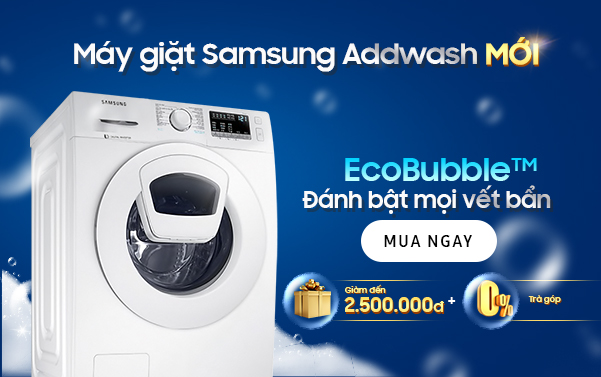 Máy giặt Samsung Addwash MỚI
SAMSUNG
EcoBubble™
Đánh bật mọi vết bẩn
MUA NGAY
Giảm đến
2.500.000đ +
0%
Trả góp